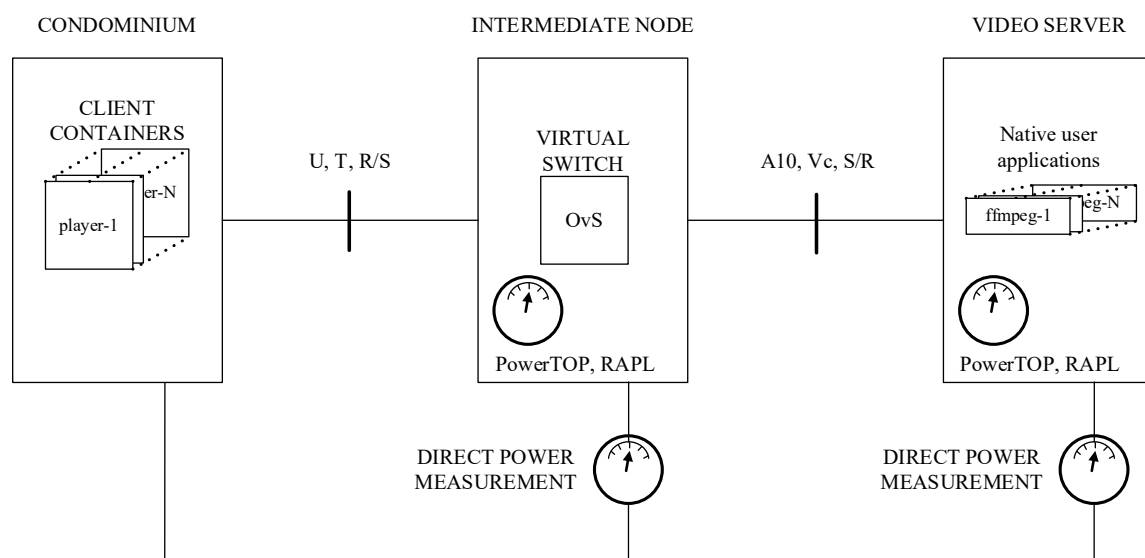 CONDOMINIUM
INTERMEDIATE NODE
VIDEO SERVER
CLIENT
CONTAINERS
er-N
player-1
U, T, R/S
VIRTUAL
SWITCH
OvS
PowerTOP, RAPL
A10, Vc, S/R
Native user
applications
peg-N
ffmpeg-1
PowerTOP, RAPL
DIRECT POWER
MEASUREMENT
DIRECT POWER
MEASUREMENT